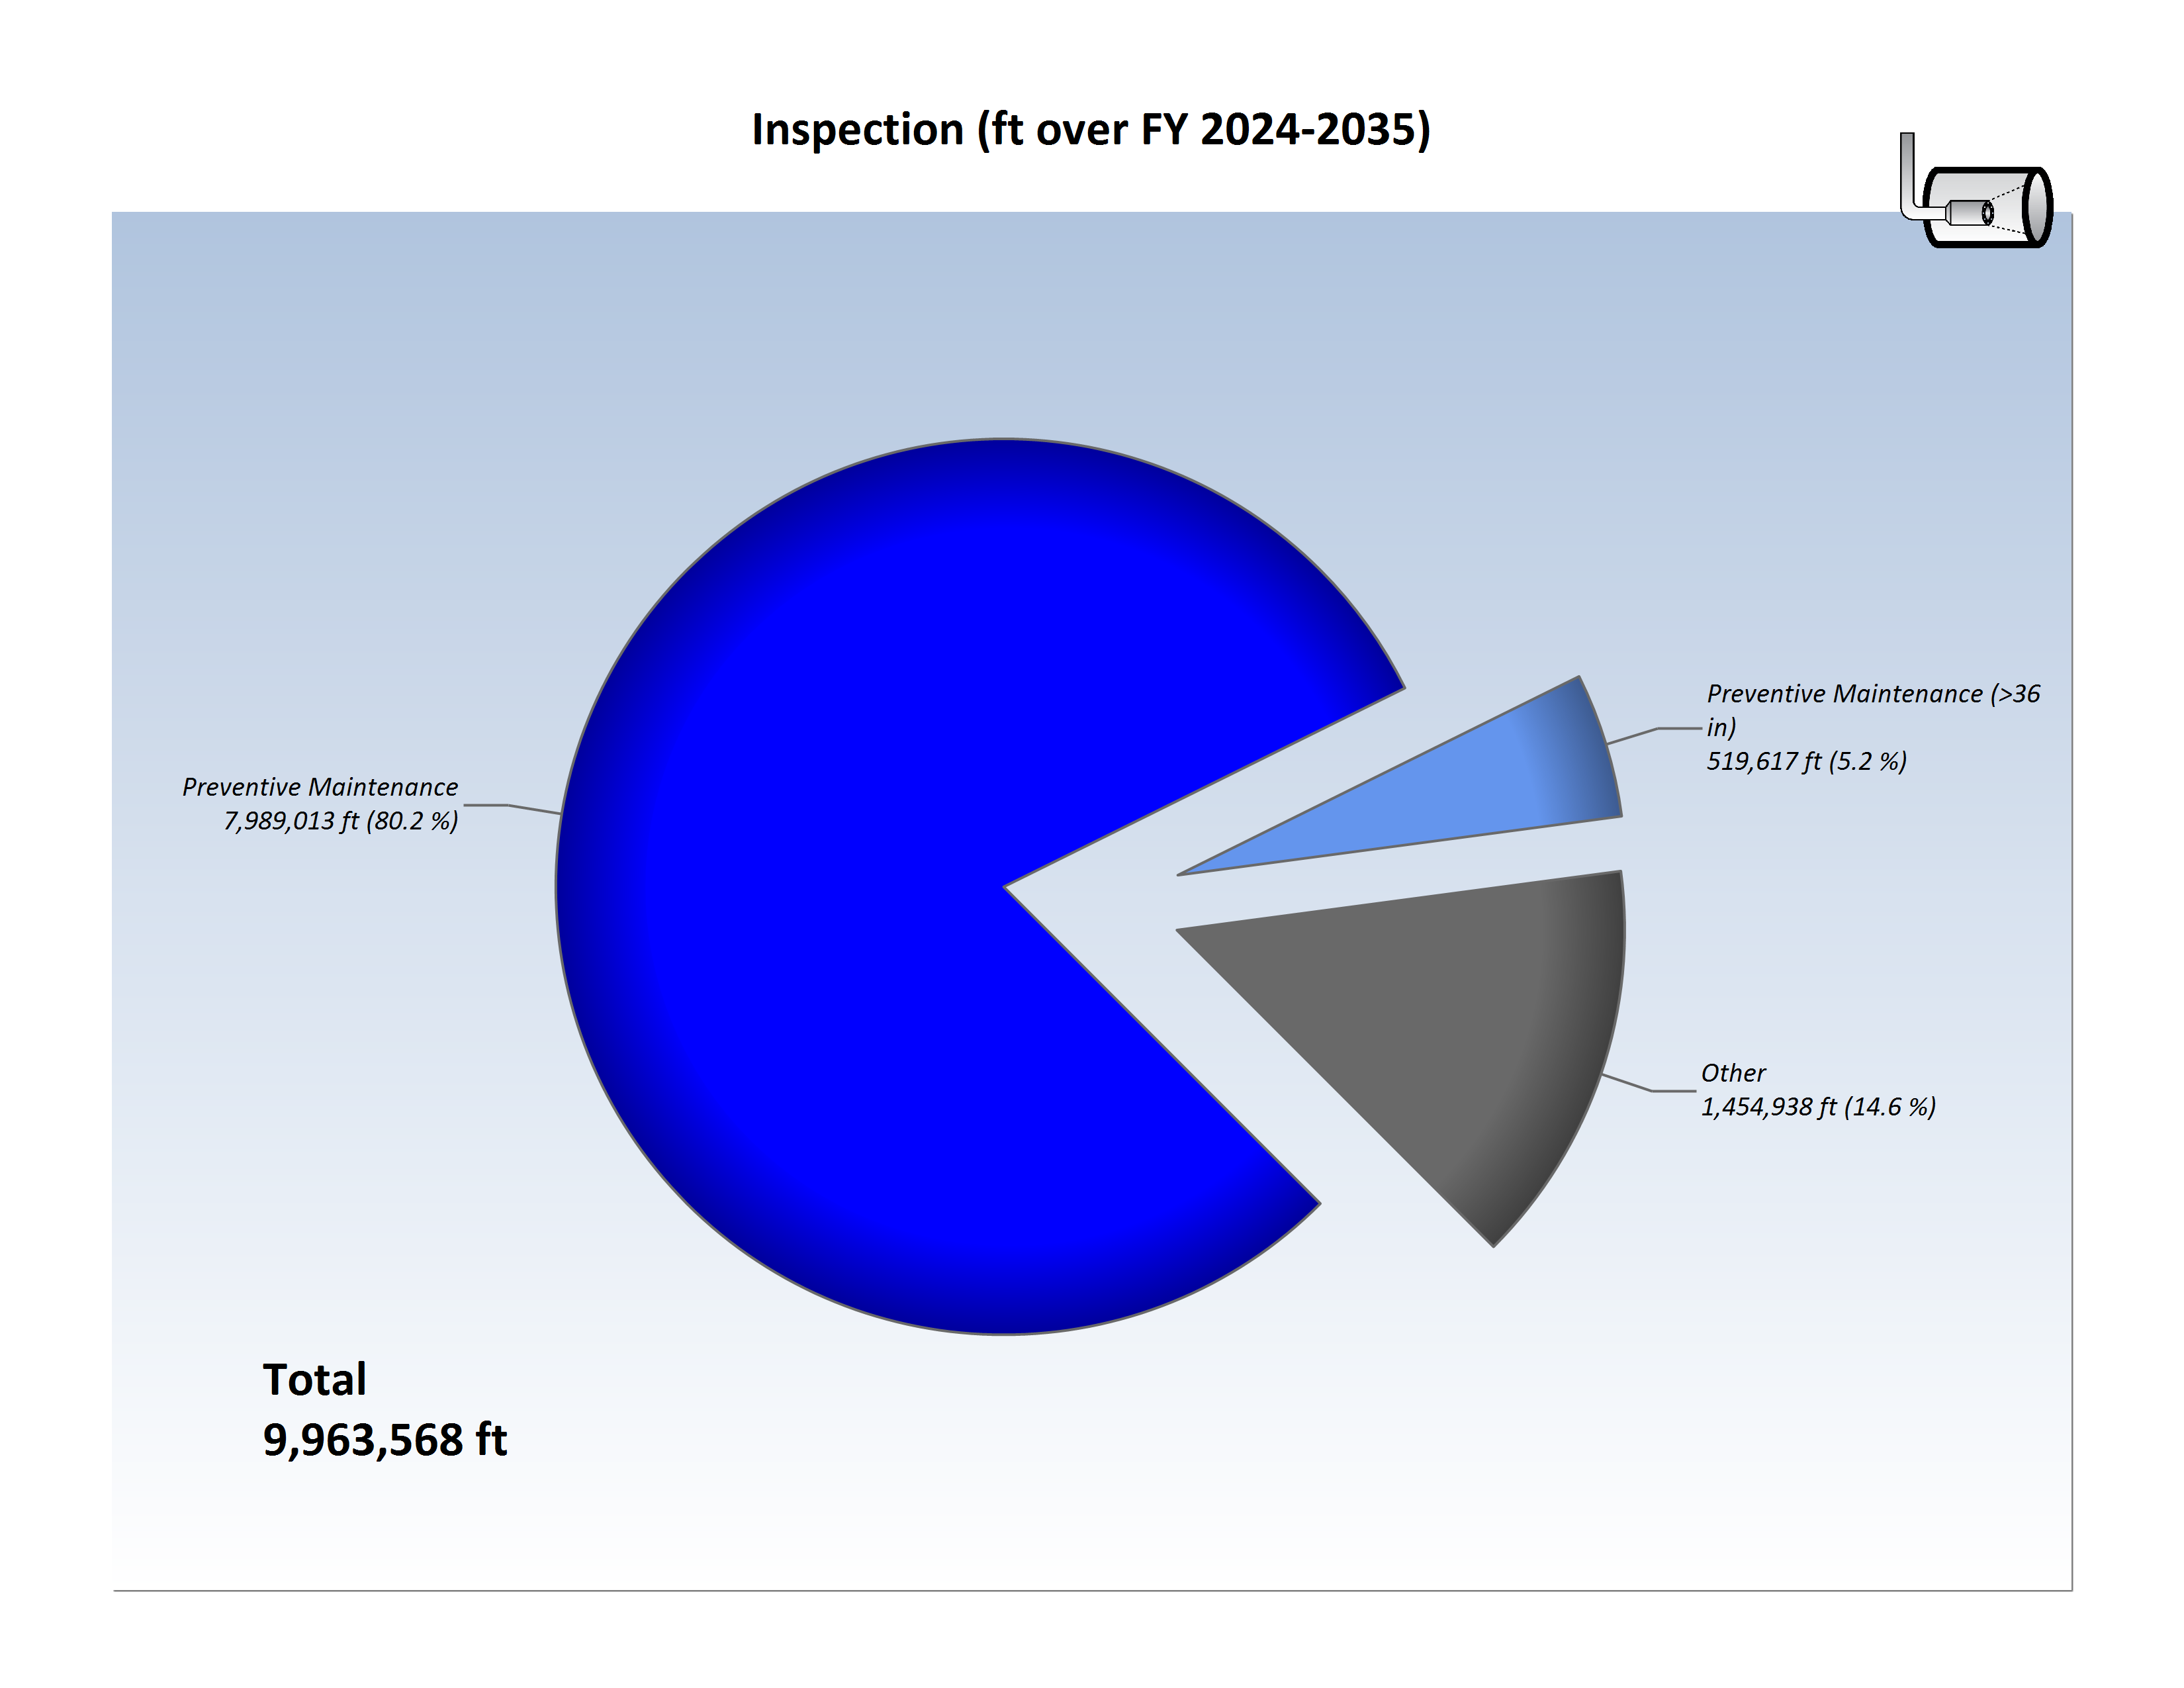 Inspection (ft over FY 2024-2035)
Preventive Maintenance (>36
in)
519,617 ft (5.2 %)
Preventive Maintenance
7,989,013 ft (80.2 %)
Other
1,454,938 ft (14.6 %)
Total
9,963,568 ft